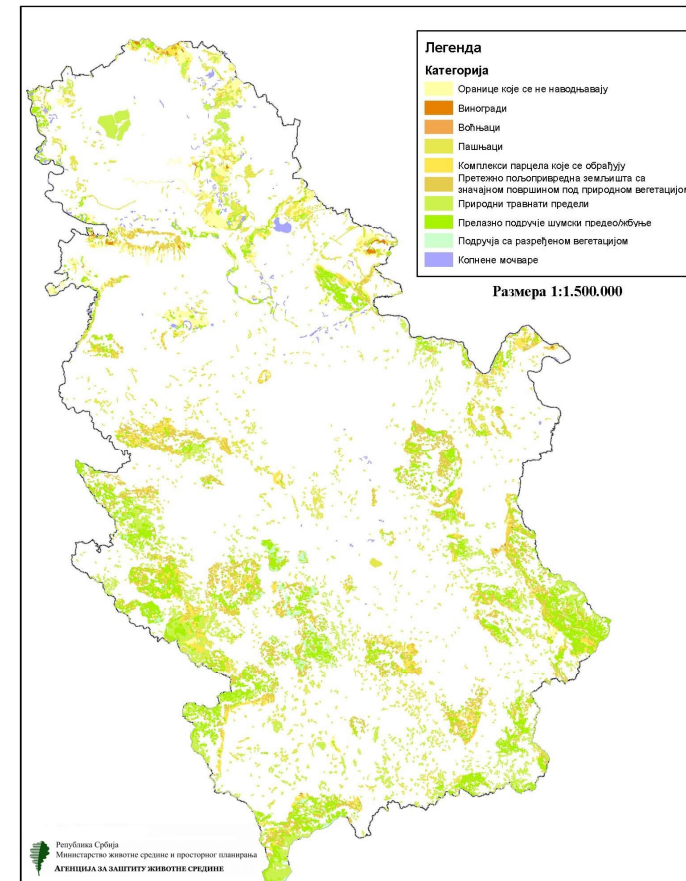 Легенда
Категорија
Оранице које се не наводњавају
Виногради
Воћњаци
Пашњаци
Комплекси парцела које се обрађују
Претежно пољопривредна земљишта са
значајном површином под природном вегетацијом
Природни травнати предели
Прелазно подручје шумски предео/жбуње
Подручја са разређеном вегетацијом
Копнене мочваре
Размера 1:1.500.000
Република Србија
Министарство животне средине и просторног планирања
АГЕНЦИЈА ЗА ЗАШТИТУ ЖИВОТНЕ СРЕДИНЕ